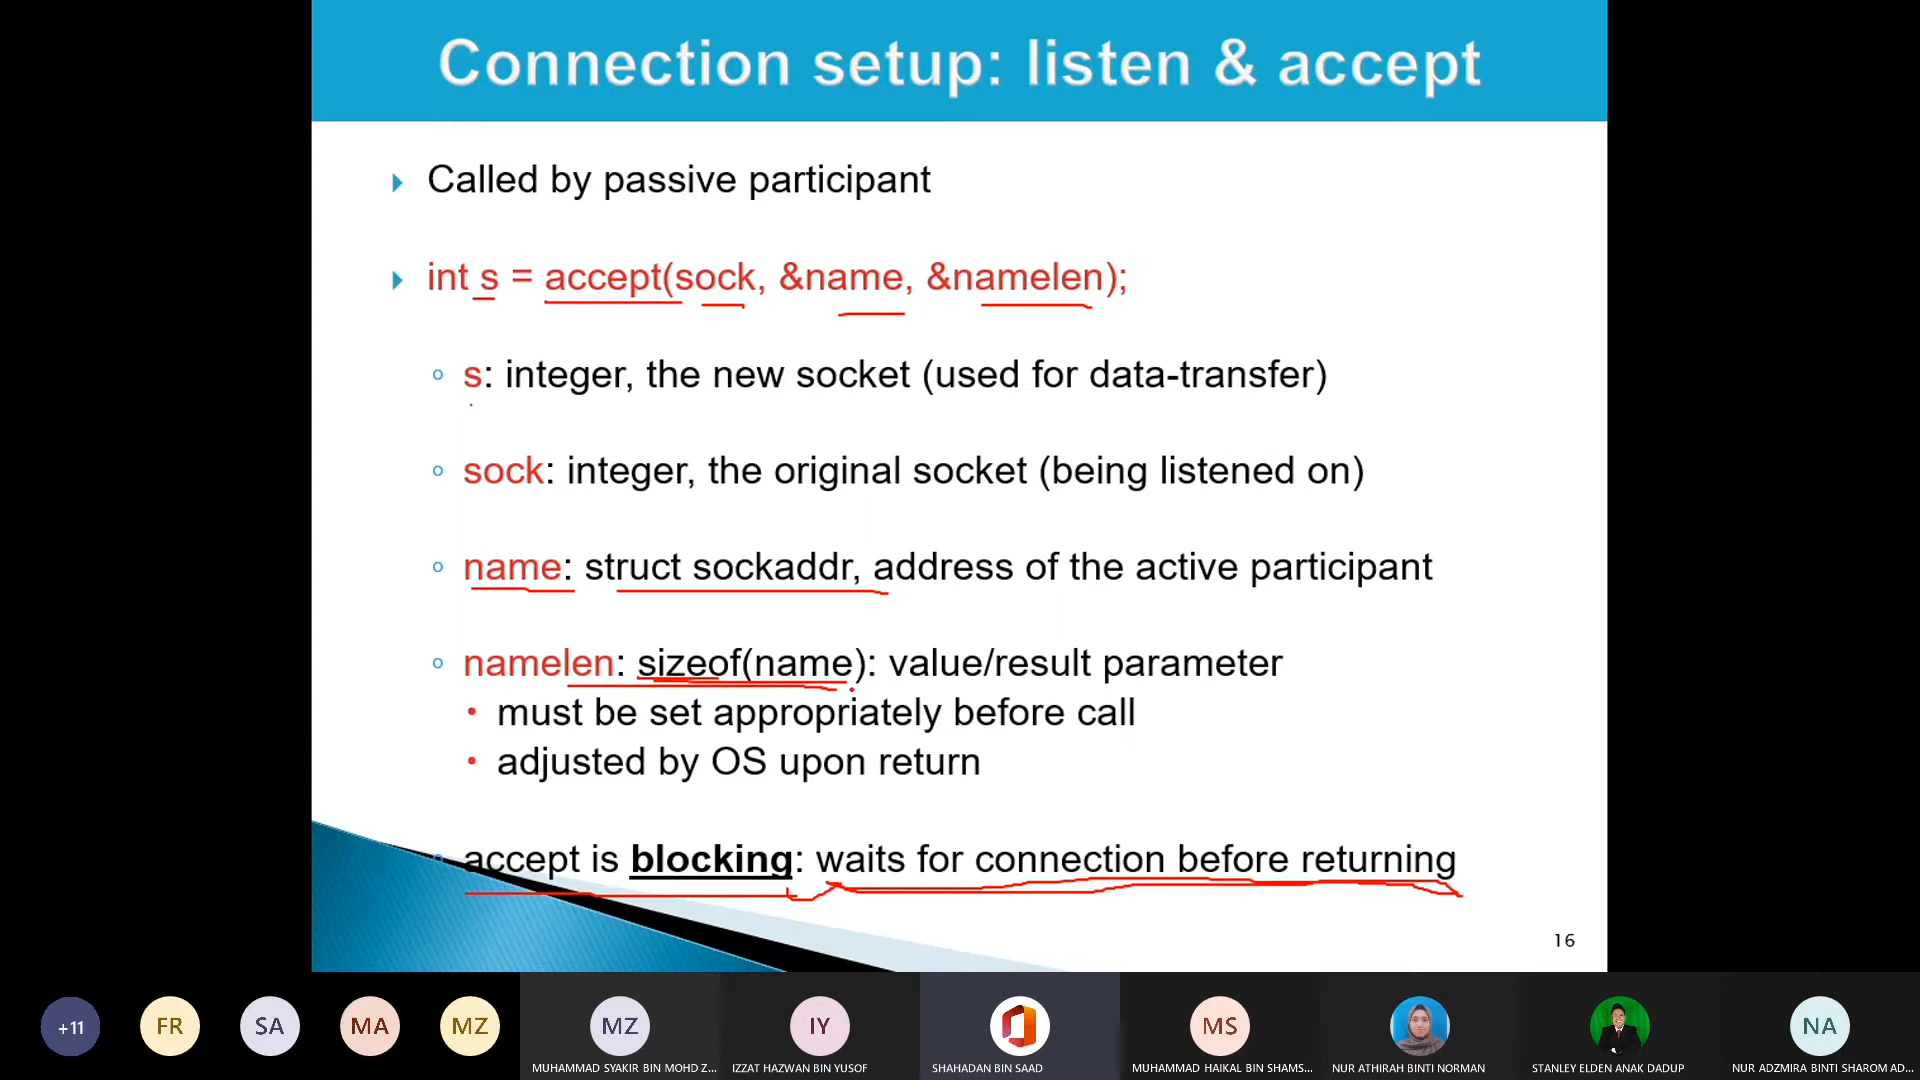 Connection setup: listen & accept
Called by passive participant
int s = accept(sock, &name, &namelen);
s: integer, the new socket (used for data-transfer)
sock: integer, the original socket (being listened on)
name: struct sockaddr, address of the active participant
namelen: sizeof(name): value/result parameter
must be set appropriately before call
adjusted by OS upon return
accept is blocking: waits for connection before returning
16
+11
FR
SA
MA
MZ
MZ
IY
MS
NA
MUHAMMAD SYAKIR BIN MOHD Z...
IZZAT HAZWAN BIN YUSOF
SHAHADAN BIN SAAD
MUHAMMAD HAIKAL BIN SHAMS...
NUR ATHIRAH BINTI NORMAN
STANLEY ELDEN ANAK DADUP
NUR ADZMIRA BINTI SHAROM AD...